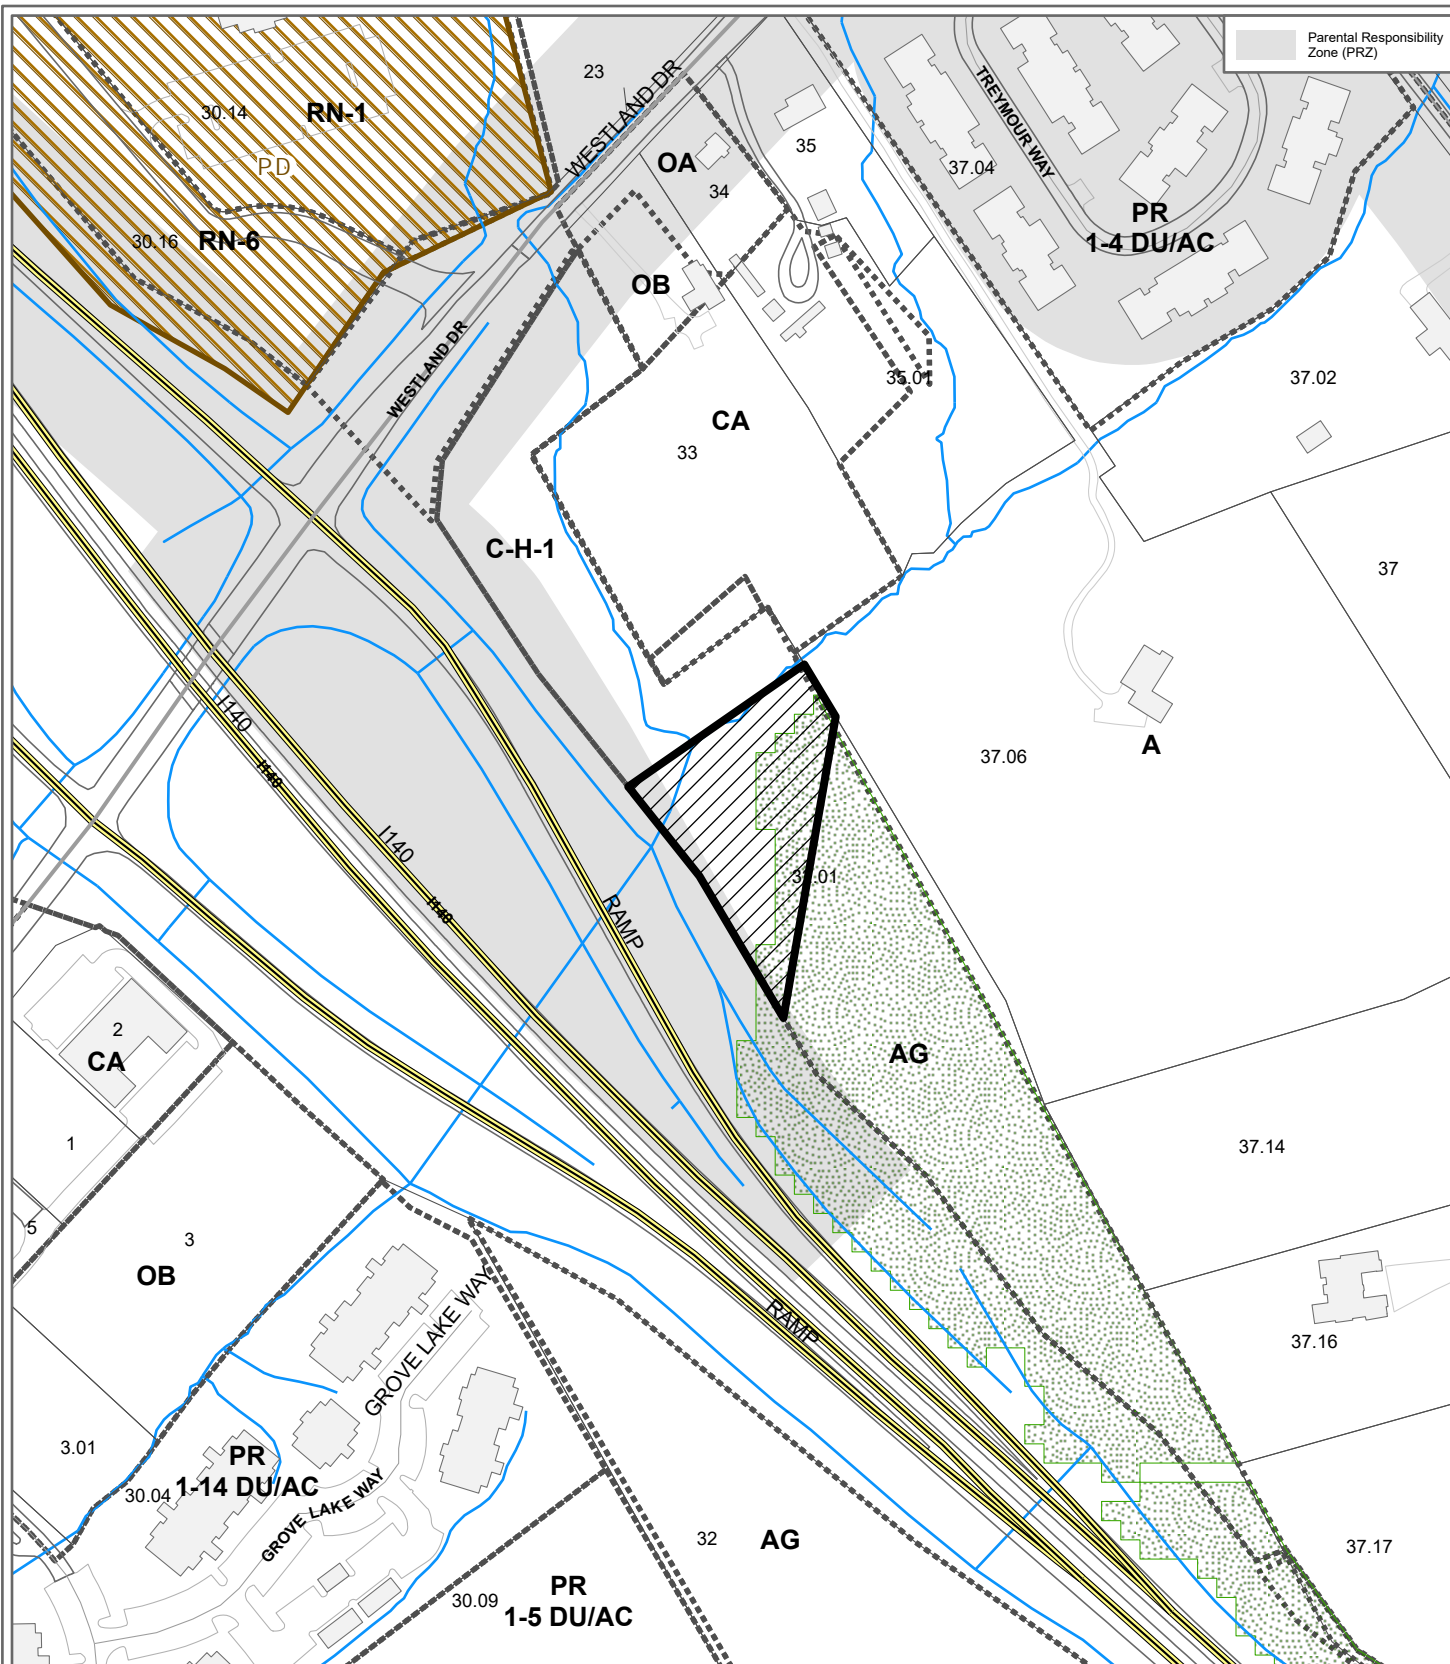 Parental Responsibility
Zone (PRZ)
23
30.14
RN-1
PD
30.16
RN-6
WESTLAND DR
WESTLAND DR
OA
34
35
OB
TREYMOUR WAY
37.04
PR
1-4 DU/AC
35.01
37.02
CA
33
C-H-1
37
37.06
A
I140
I140
I140
I140
RAMP
AG
2
CA
1
5
3
OB
37.14
37.16
37.17
RAMP
GROVE LAKE WAY
GROVE LAKE WAY
3.01
30.04
PR
1-14 DU/AC
30.09
PR
1-5 DU/AC
32
AG